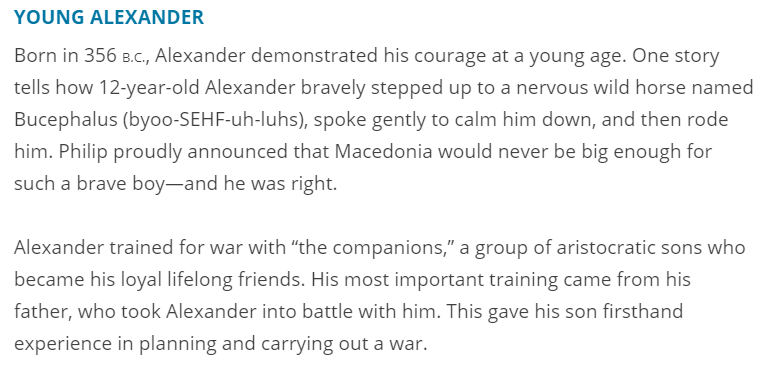 YOUNG ALEXANDER
Born in 356 B.C., Alexander demonstrated his courage at a young age. One story
tells how 12-year-old Alexander bravely stepped up to a nervous wild horse named
Bucephalus (byoo-SEHF-uh-luhs), spoke gently to calm him down, and then rode
him. Philip proudly announced that Macedonia would never be big enough for
such a brave boy—and he was right.
Alexander trained for war with “the companions,” a group of aristocratic sons who
became his loyal lifelong friends. His most important training came from his
father, who took Alexander into battle with him. This gave his son firsthand
experience in planning and carrying out a war.